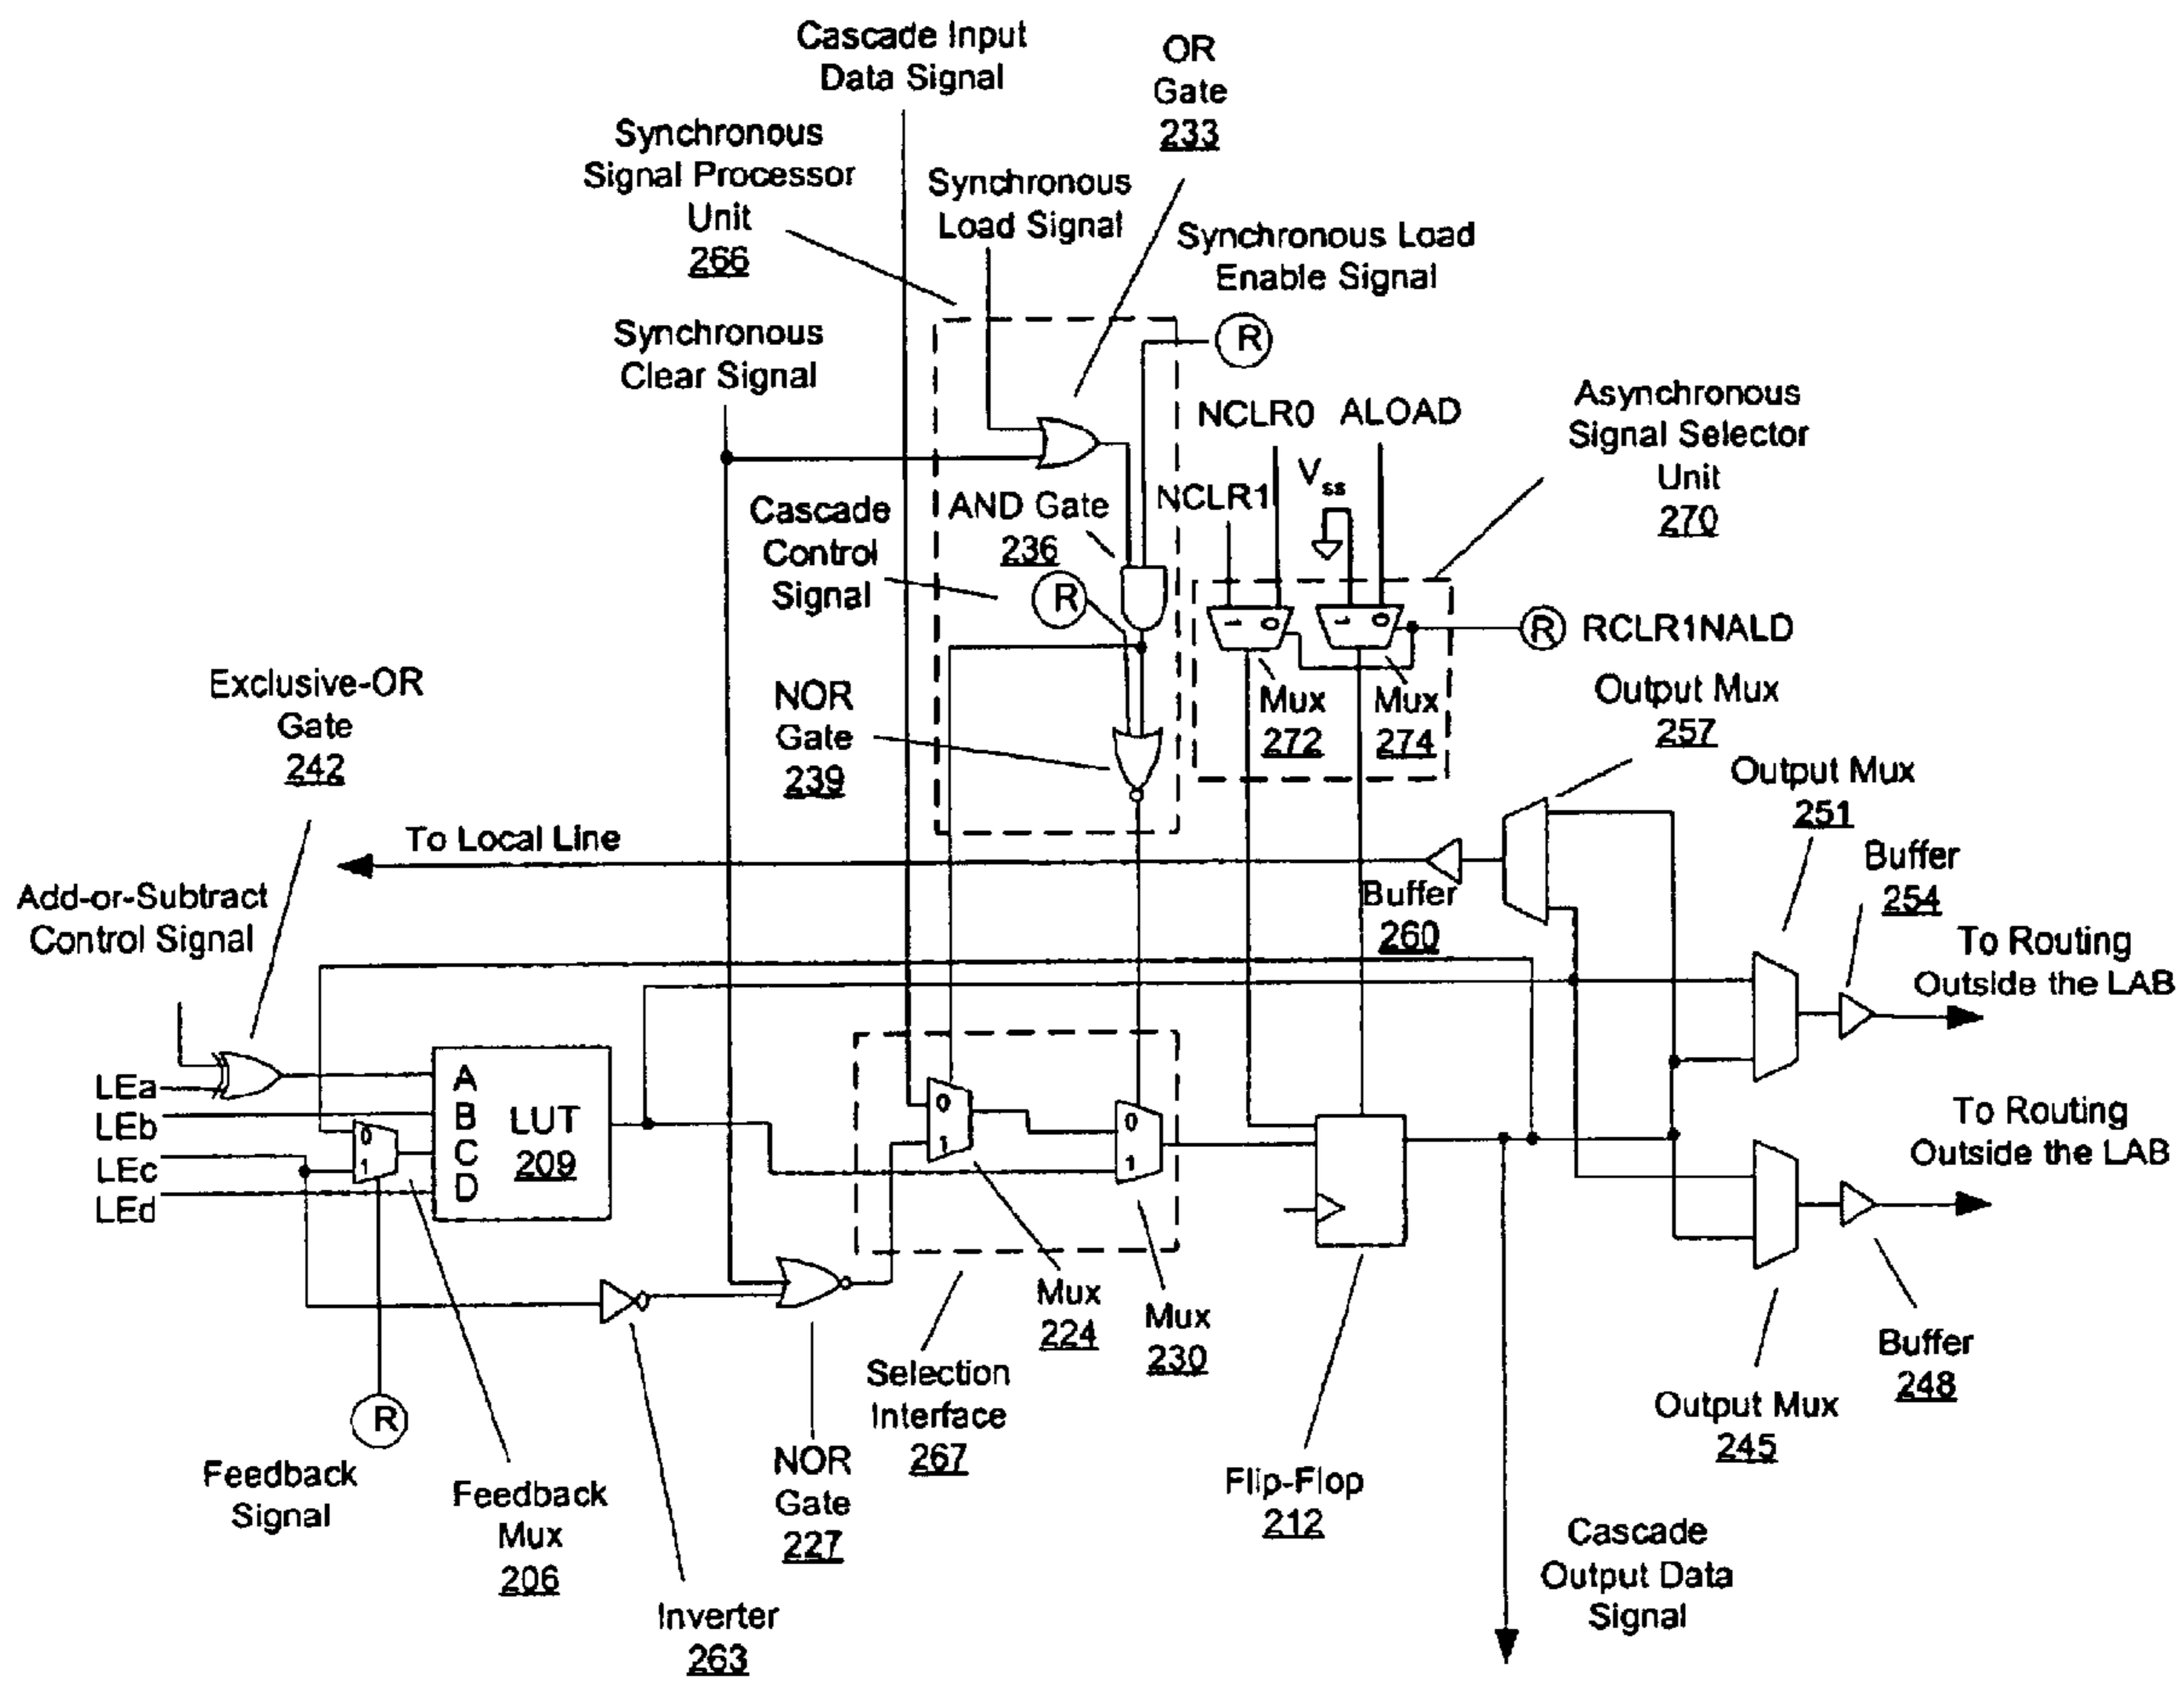 Cascade Input
Data Signal
OR
Gate
233
Synchronous
Signal Processor
Unit
266
Synchronous
Load Signal
Synchronous Load
Enable Signal
R
Synchronous
Clear Signal
NCLR0
ALOAD
Asynchronous
Signal Selector
Unit
270
Cascade
Control
Signal
AND Gate
236
NCLR1
Vss
R
1
0
1
0
R
RCLR1NALD
Exclusive-OR
Gate
242
NOR
Gate
239
Mux
272
Mux
274
Output Mux
257
Output Mux
251
To Local Line
Buffer
260
Buffer
254
Add-or-Subtract
Control Signal
To Routing
Outside the LAB
LEa
LEb
LEc
LEd
0
1
A
B
C
D
LUT
209
0
1
0
1
To Routing
Outside the LAB
Mux
224
Mux
230
Selection
Interface
267
Buffer
248
Output Mux
245
R
Feedback
Signal
Feedback
Mux
206
NOR
Gate
227
Flip-Flop
212
Inverter
263
Cascade
Output Data
Signal